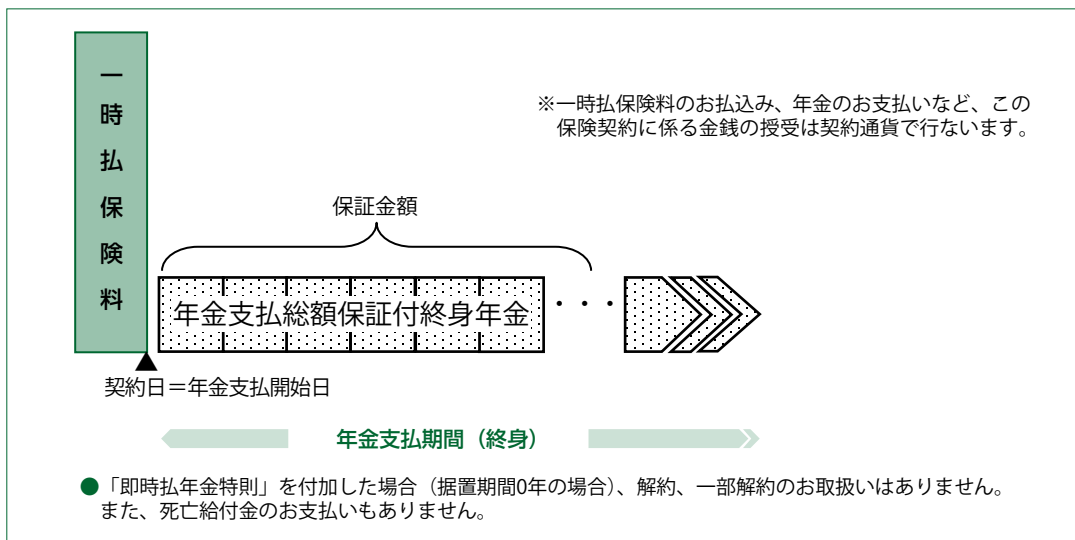 一時払保険料
※一時払保険料のお払込み、年金のお支払いなど、この
保険契約に係る金銭の授受は契約通貨で行ないます。
保証金額
年金支払総額保証付終身年金
・・・
契約日＝年金支払開始日
年金支払期間（終身）
●「即時払年金特則」を付加した場合（据置期間0年の場合）、解約、一部解約のお取扱いはありません。
また、死亡給付金のお支払いもありません。